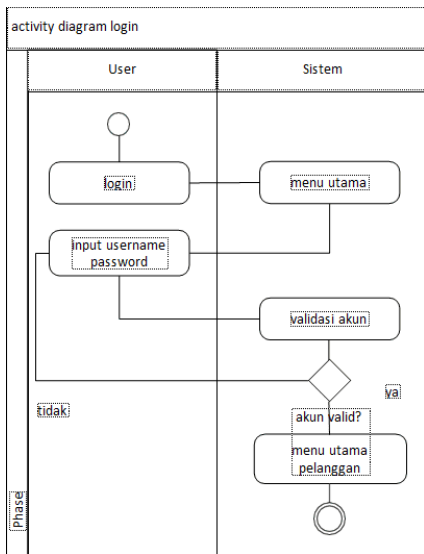 activity diagram login
User
Sistem
login
menu utama
input username
password
validasi akun
ya
tidak
akun valid?
menu utama
pelanggan
Phase